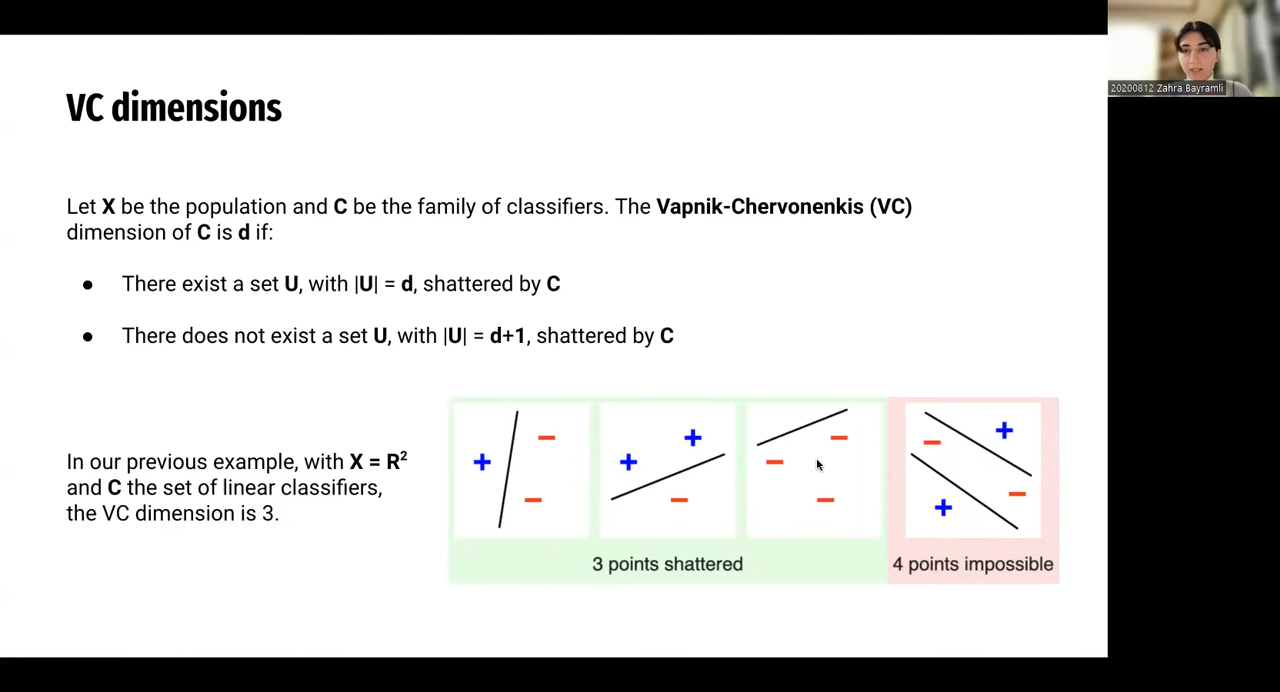 20200812 Zahra Bayramli
VC dimensions
Let X be the population and C be the family of classifiers. The Vapnik-Chervonenkis (VC)
dimension of C is d if:
● There exist a set U, with |U| = d, shattered by C
● There does not exist a set U, with |U| = d+1, shattered by C
In our previous example, with X = R²
and C the set of linear classifiers,
the VC dimension is 3.
3 points shattered
4 points impossible